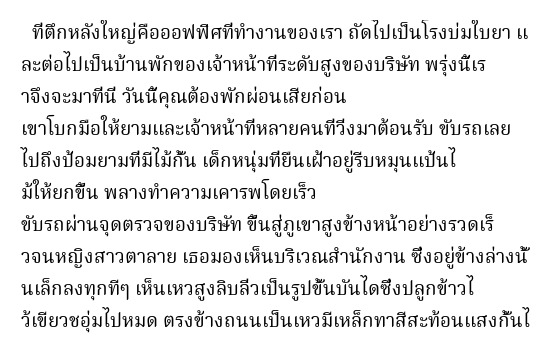 ที่ตึกหลังใหญ่คือออฟฟิศที่ทำงานของเรา ถัดไปเป็นโรงบ่มใบยา แ
ละต่อไปเป็นบ้านพักของเจ้าหน้าที่ระดับสูงของบริษัท พรุ่งนี้เร
าจึงจะมาที่นี่ วันนี้คุณต้องพักผ่อนเสียก่อน
เขาโบกมือให้ยามและเจ้าหน้าที่หลายคนที่วิ่งมาต้อนรับ ขับรถเลย
ไปถึงป้อมยามที่มีไม้กั้น เด็กหนุ่มที่ยืนเฝ้าอยู่รีบหมุนแป้นไ
ม้ให้ยกขึ้น พลางทำความเคารพโดยเร็ว
ขับรถผ่านจุดตรวจของบริษัท ขึ้นสู่ภูเขาสูงข้างหน้าอย่างรวดเร็
วจนหญิงสาวตาลาย เธอมองเห็นบริเวณสำนักงาน ซึ่งอยู่ข้างล่างนั้
นเล็กลงทุกทีๆ เห็นเหวสูงลิบลิ่วเป็นรูปขั้นบันไดซึ่งปลูกข้าวไ
ว้เขียวชอุ่มไปหมด ตรงข้างถนนเป็นเหวมีเหล็กทาสีสะท้อนแสงกั้นไ